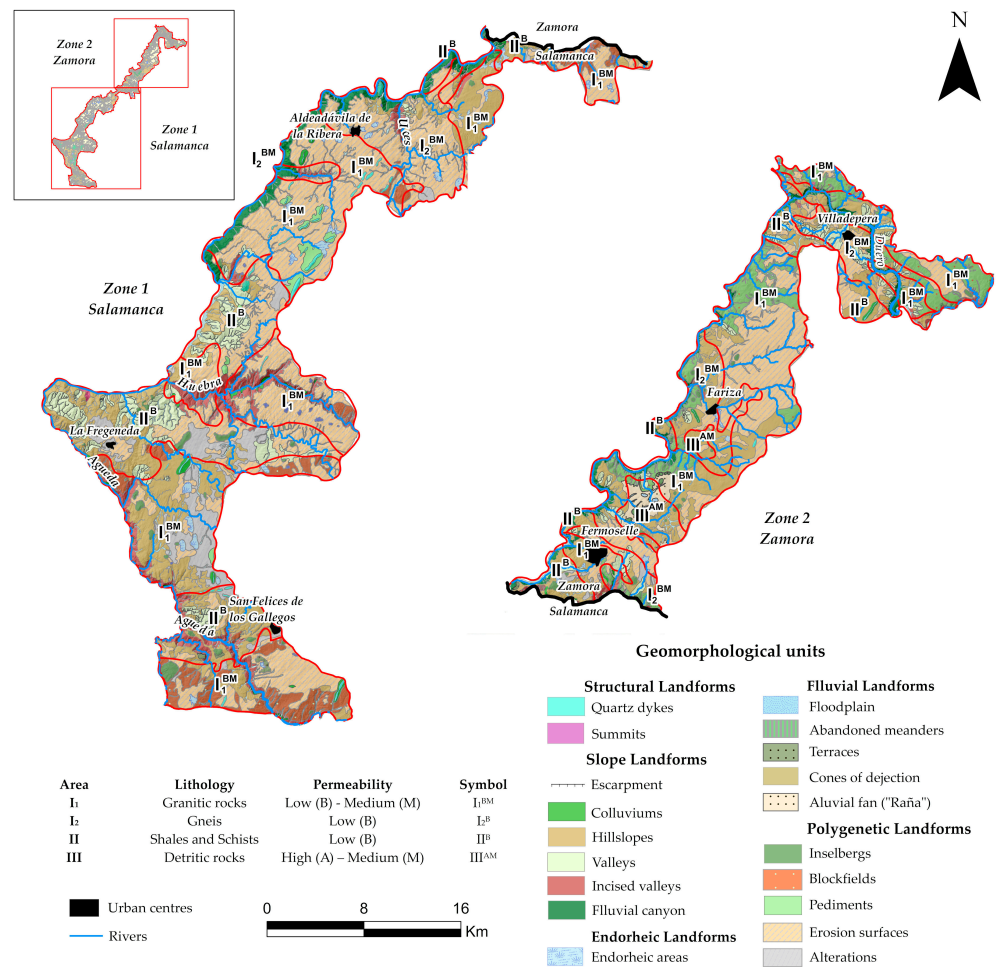 Zone 2
Zamora
Zone 1
Salamanca
N
Zamora
Salamanca
II B
II B
I1 BM
Aldeadávila de
la Ribera
Uces
I1 BM
I2 BM
I2 BM
I1 BM
I1 BM
Zone 1
Salamanca
II B
I1 BM
Huebra
I1 BM
II B
La Fregeneda
Agueda
I1 BM
San Felices de
los Gallegos
II B
Agueda
I1 BM
I1 BM
Villadepera
II B
I2 BM
Duero
I1 BM
I1 BM
I1 BM
II B
I2 BM
Fariza
II B
III AM
I1 BM
III AM
Zone 2
Zamora
II B
Fermoselle
I1 BM
II B
Zamora
I2 BM
Salamanca
Geomorphological units
Structural Landforms
Quartz dykes
Summits
Slope Landforms
Escarpment
Colluviums
Hillslopes
Valleys
Incised valleys
Flluvial canyon
Endorheic Landforms
Endorheic areas
Flluvial Landforms
Floodplain
Abandoned meanders
Terraces
Cones of dejection
Aluvial fan ("Raña")
Polygenetic Landforms
Inselbergs
Blockfields
Pediments
Erosion surfaces
Alterations
Area Lithology Permeability Symbol
I1 Granitic rocks Low (B) - Medium (M) I1BM
I2 Gneis Low (B) I2B
II Shales and Schists Low (B) IIB
III Detritic rocks High (A) – Medium (M) IIIAM
Urban centres
Rivers
0 8 16
Km